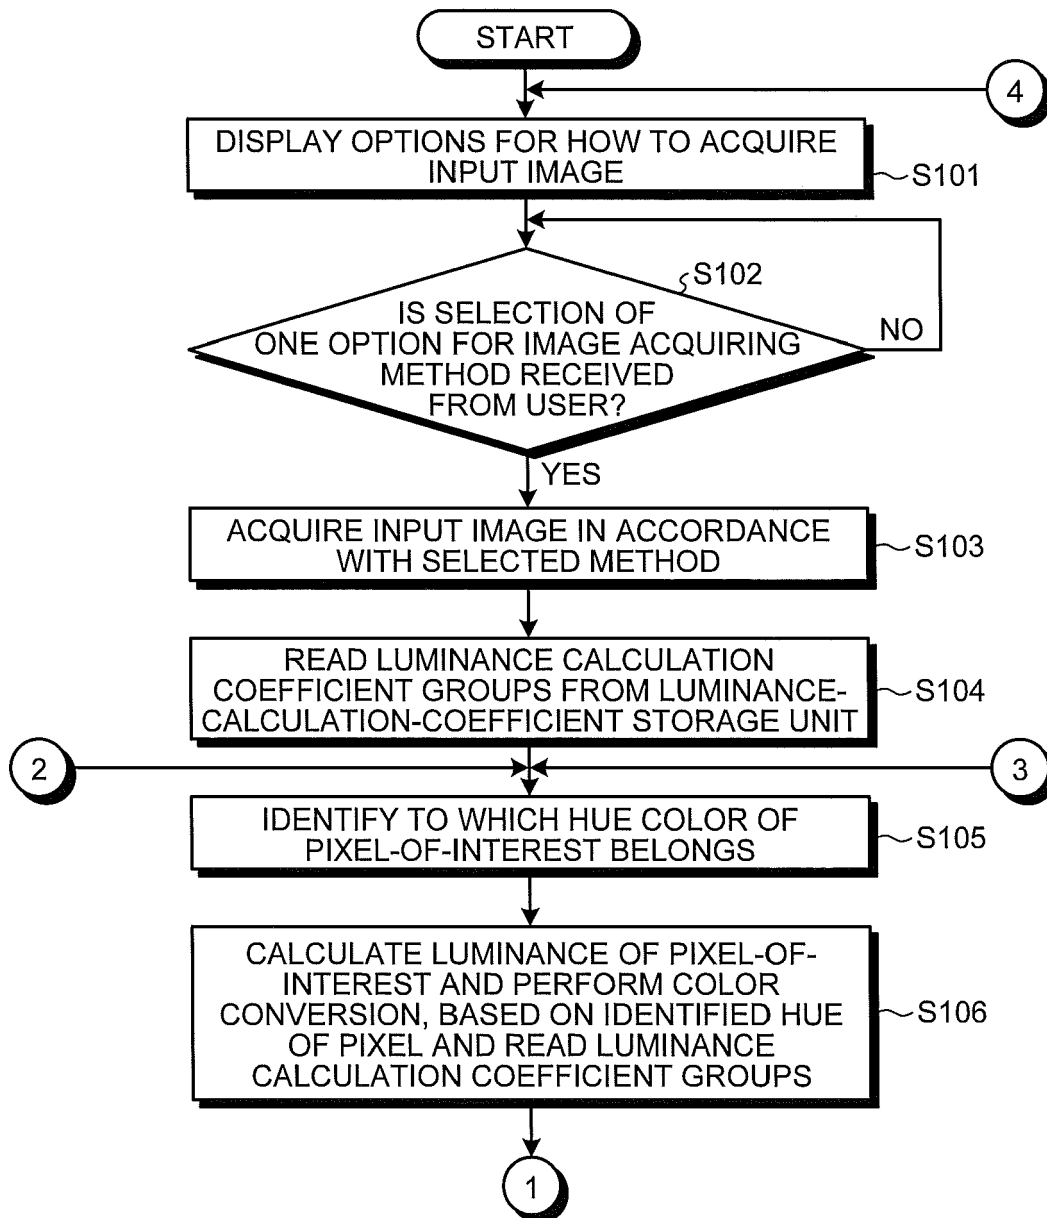 START
4
DISPLAY OPTIONS FOR HOW TO ACQUIRE
INPUT IMAGE
S101
S102
IS SELECTION OF
ONE OPTION FOR IMAGE ACQUIRING
METHOD RECEIVED
FROM USER?
NO
YES
ACQUIRE INPUT IMAGE IN ACCORDANCE
WITH SELECTED METHOD
S103
READ LUMINANCE CALCULATION
COEFFICIENT GROUPS FROM LUMINANCE-
CALCULATION-COEFFICIENT STORAGE UNIT
S104
2
3
IDENTIFY TO WHICH HUE COLOR OF
PIXEL-OF-INTEREST BELONGS
S105
CALCULATE LUMINANCE OF PIXEL-OF-
INTEREST AND PERFORM COLOR
CONVERSION, BASED ON IDENTIFIED HUE
OF PIXEL AND READ LUMINANCE
CALCULATION COEFFICIENT GROUPS
S106
1